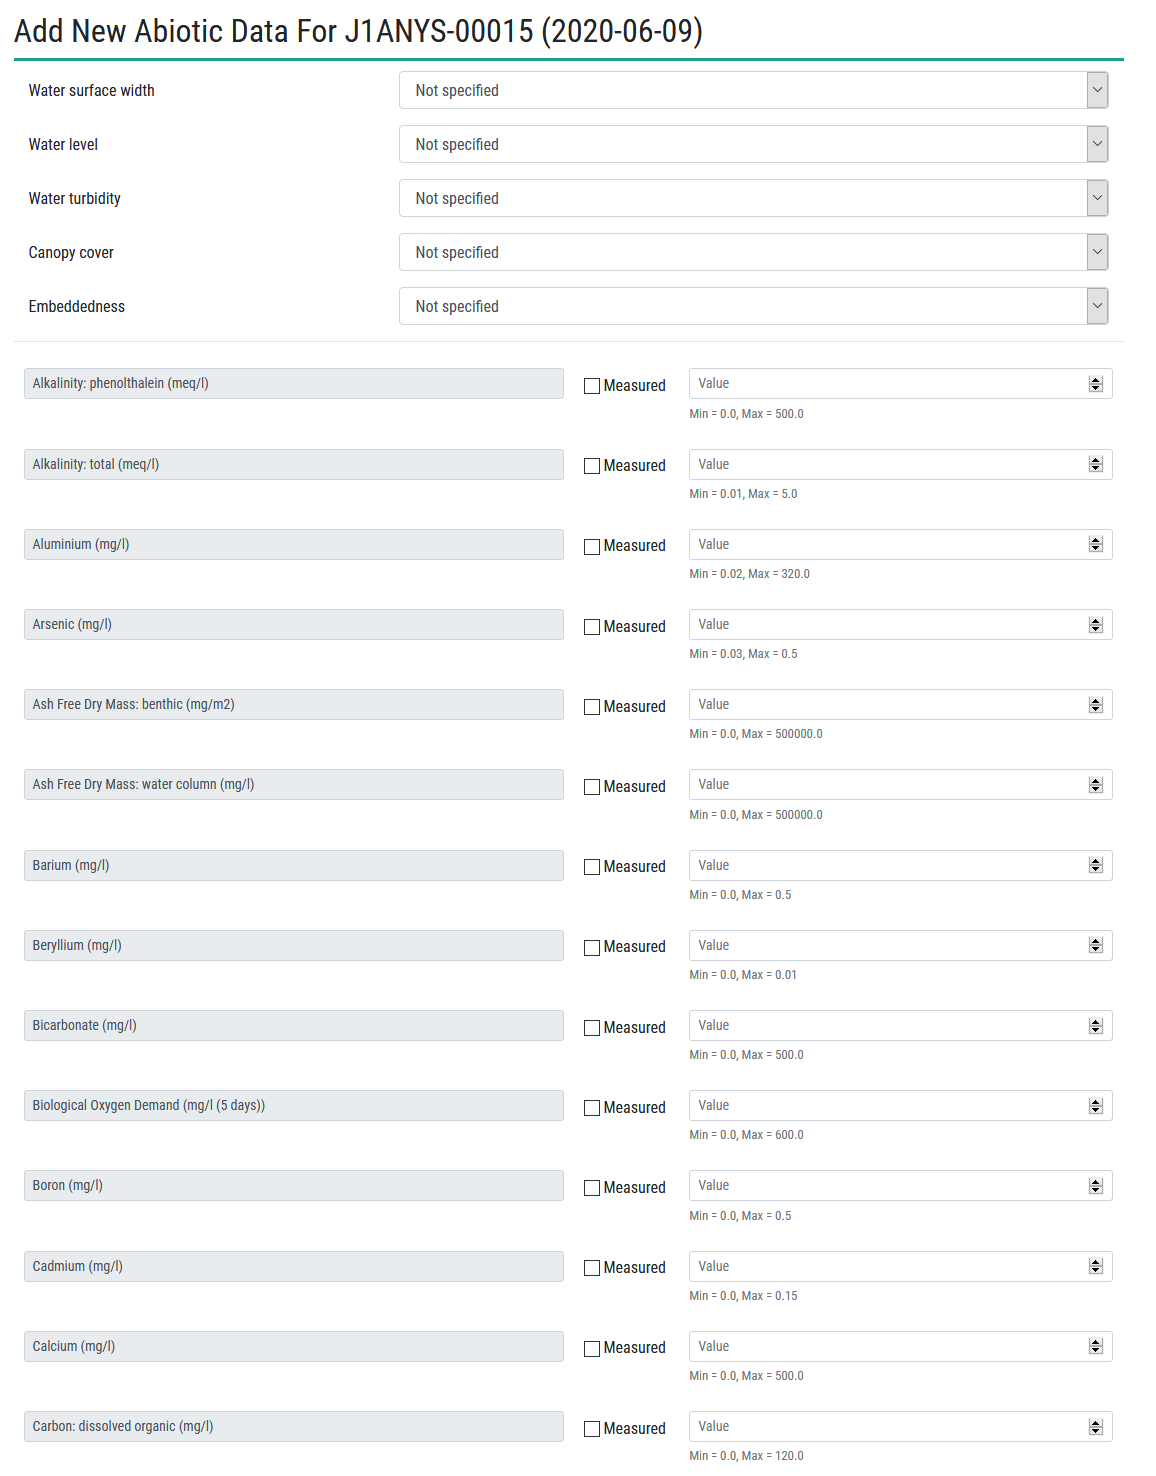 Add New Abiotic Data For J1ANYS-00015 (2020-06-09)
Water surface width Not specified
Water level Not specified
Water turbidity Not specified
Canopy cover Not specified
Embeddedness Not specified
Alkalinity: phenolthalein (meq/l) Measured Value
Min = 0.0, Max = 500.0
Alkalinity: total (meq/l) Measured Value
Min = 0.01, Max = 5.0
Aluminium (mg/l) Measured Value
Min = 0.02, Max = 320.0
Arsenic (mg/l) Measured Value
Min = 0.03, Max = 0.5
Ash Free Dry Mass: benthic (mg/m2) Measured Value
Min = 0.0, Max = 500000.0
Ash Free Dry Mass: water column (mg/l) Measured Value
Min = 0.0, Max = 500000.0
Barium (mg/l) Measured Value
Min = 0.0, Max = 0.5
Beryllium (mg/l) Measured Value
Min = 0.0, Max = 0.01
Bicarbonate (mg/l) Measured Value
Min = 0.0, Max = 500.0
Biological Oxygen Demand (mg/l (5 days)) Measured Value
Min = 0.0, Max = 600.0
Boron (mg/l) Measured Value
Min = 0.0, Max = 0.5
Cadmium (mg/l) Measured Value
Min = 0.0, Max = 0.15
Calcium (mg/l) Measured Value
Min = 0.0, Max = 500.0
Carbon: dissolved organic (mg/l) Measured Value
Min = 0.0, Max = 120.0